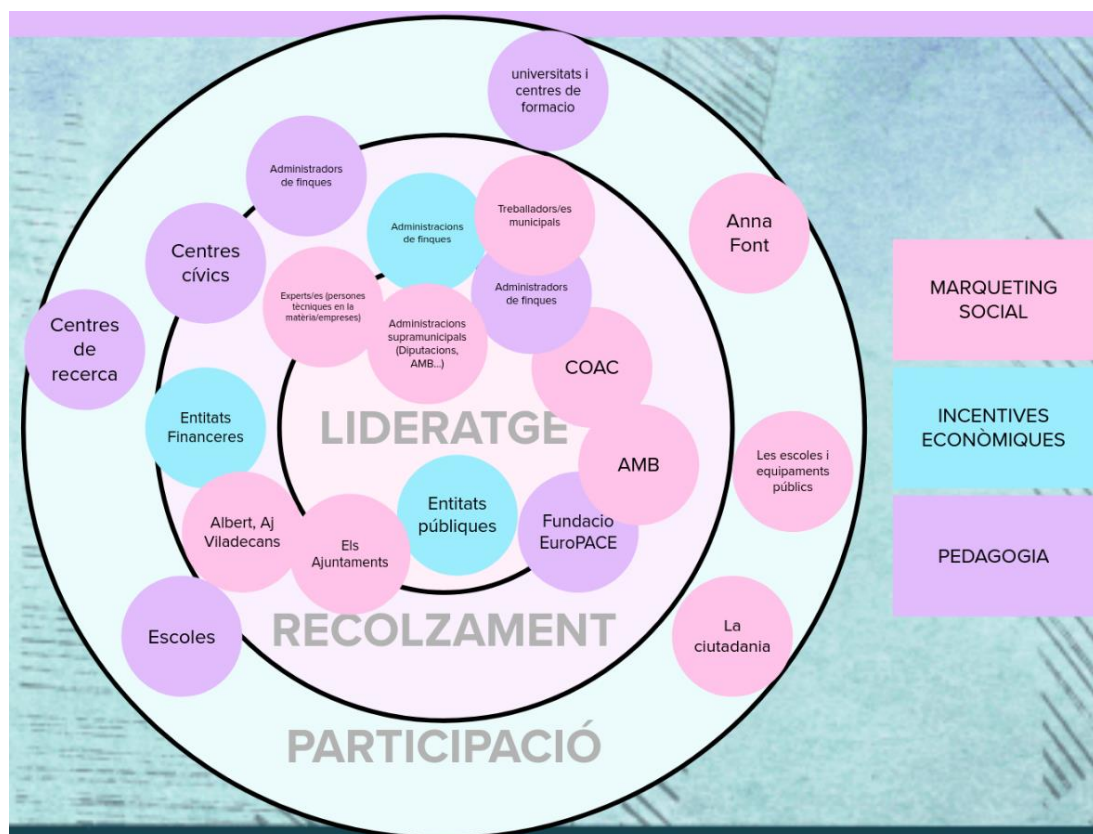 universitats i
centres de
formacio
Administradors
de finques
Treballadors/es
municipals
Administracions
de finques
Anna
Font
Centres
cívics
Administradors
de finques
Experts/es (persones
tècniques en la
matèria/empreses)
Administracions
supramunicipals
(Diputacions,
AMB...)
Centres
de
recerca
COAC
LIDERATGE
Entitats
Financeres
AMB
Les escoles i
equipaments
públics
Entitats
públiques
Albert, Aj
Viladecans
Fundacio
EuroPACE
Els
Ajuntaments
Escoles
RECOLZAMENT
La
ciutadania
PARTICIPACIÓ
MARQUETING
SOCIAL
INCENTIVES
ECONÒMIQUES
PEDAGOGIA